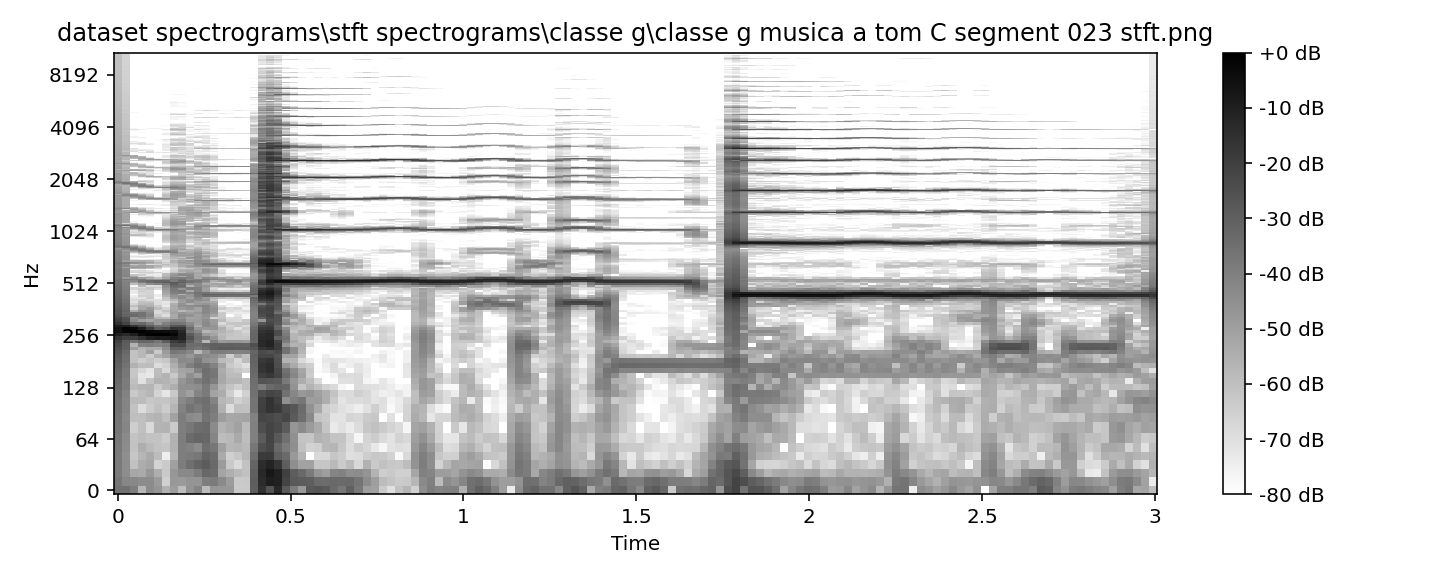 dataset spectrograms\stft spectrograms\classe g\classe g musica a tom C segment 023 stft.png
8192
4096
2048
1024
512
256
128
64
0
Hz
0
0.5
1
1.5
2
2.5
3
Time
+0 dB
-10 dB
-20 dB
-30 dB
-40 dB
-50 dB
-60 dB
-70 dB
-80 dB